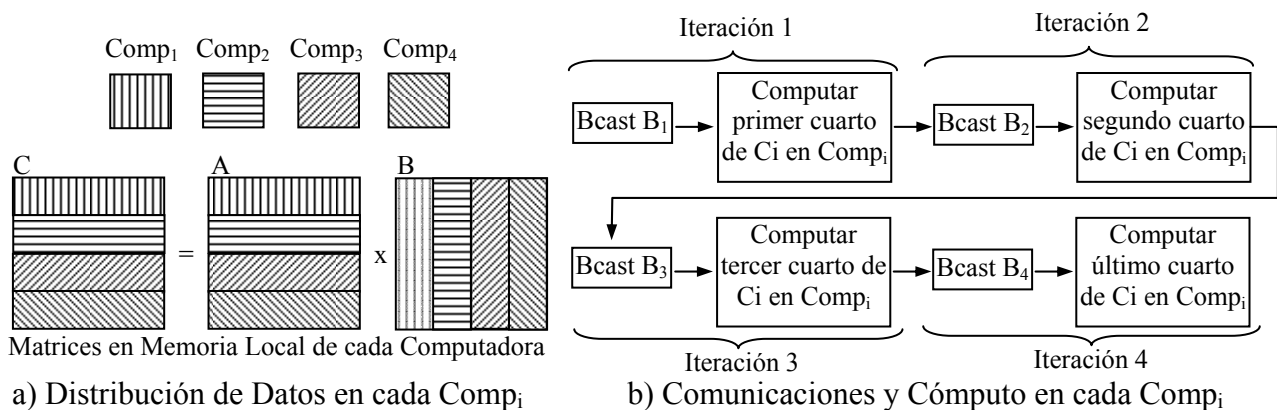 Comp₁ Comp₂ Comp₃ Comp₄
C A B
= x
Matrices en Memoria Local de cada Computadora
a) Distribución de Datos en cada Compᵢ
Iteración 1
Bcast B₁
Computar
primer cuarto
de Ci en Compᵢ
Iteración 2
Bcast B₂
Computar
segundo cuarto
de Ci en Compᵢ
Bcast B₃
Computar
tercer cuarto de
Ci en Compᵢ
Iteración 3
Bcast B₄
Computar
último cuarto
de Ci en Compᵢ
Iteración 4
b) Comunicaciones y Cómputo en cada Compᵢ